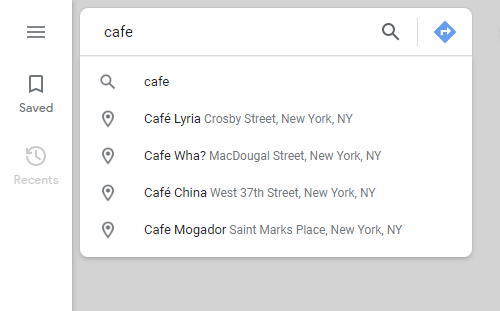 cafe
Saved
Recents
cafe
Café Lyria Crosby Street, New York, NY
Cafe Wha? MacDougal Street, New York, NY
Café China West 37th Street, New York, NY
Cafe Mogador Saint Marks Place, New York, NY